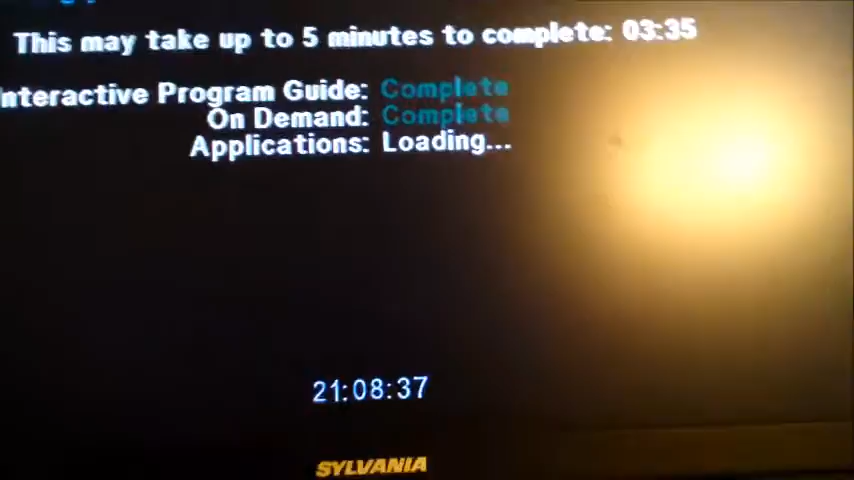 This may take up to 5 minutes to complete: 03:35
Interactive Program Guide: Complete
On Demand: Complete
Applications: Loading...
21:08:37
SYLVANIA